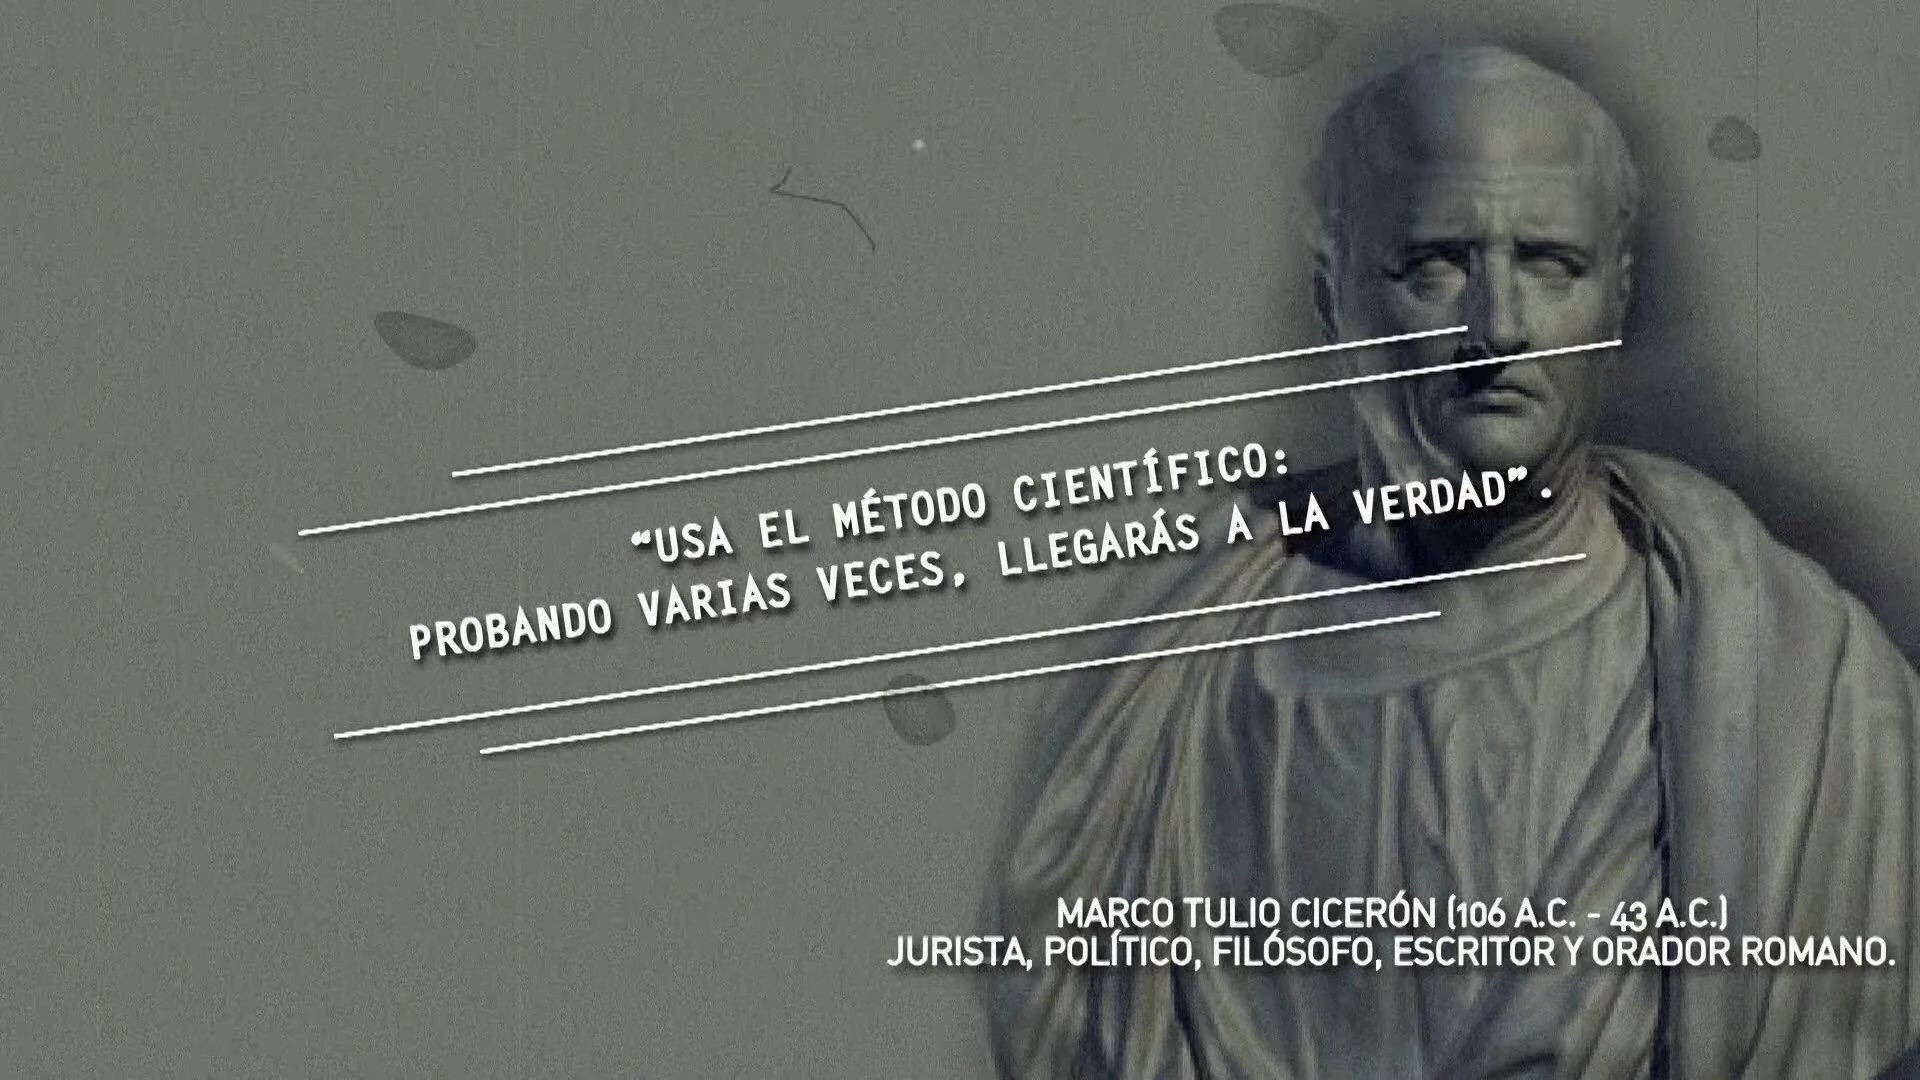 “USA EL MÉTODO CIENTÍFICO:
PROBANDO VARIAS VECES, LLEGARÁS A LA VERDAD”.
MARCO TULIO CICERÓN (106 A.C. - 43 A.C.)
JURISTA, POLÍTICO, FILÓSOFO, ESCRITOR Y ORADOR ROMANO.